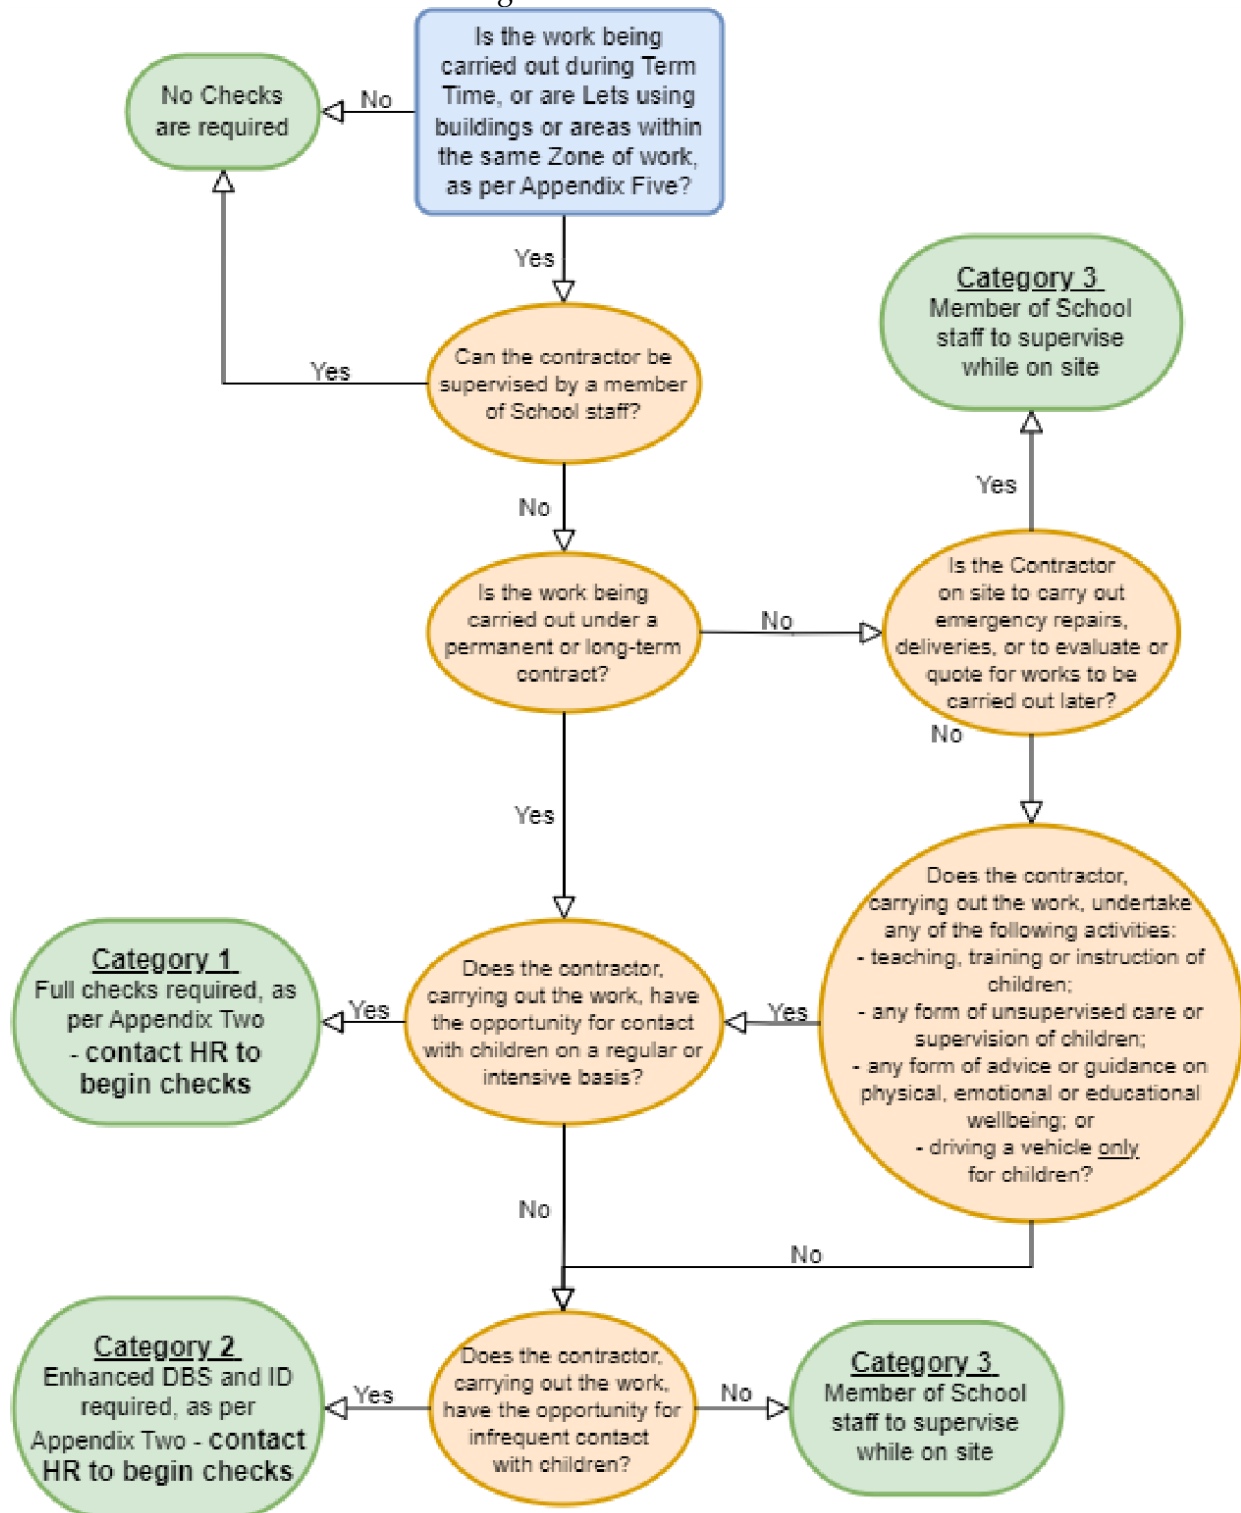 Is the work being
carried out during Term
Time, or are Lets using
buildings or areas within
the same Zone of work,
as per Appendix Five?
No
No Checks
are required
Yes
Can the contractor be
supervised by a member
of School staff?
Yes
No
Category 3
Member of School
staff to supervise
while on site
Yes
Is the work being
carried out under a
permanent or long-term
contract?
No
Is the Contractor
on site to carry out
emergency repairs,
deliveries, or to evaluate or
quote for works to be
carried out later?
No
Yes
Does the contractor,
carrying out the work, undertake
any of the following activities:
- teaching, training or instruction of
children;
- any form of unsupervised care or
supervision of children;
- any form of advice or guidance on
physical, emotional or educational
wellbeing; or
- driving a vehicle only
for children?
Yes
Does the contractor,
carrying out the work, have
the opportunity for contact
with children on a regular or
intensive basis?
Yes
Category 1
Full checks required, as
per Appendix Two
- contact HR to
begin checks
No
No
Does the contractor,
carrying out the work,
have the opportunity for
infrequent contact
with children?
Yes
Category 2
Enhanced DBS and ID
required, as per
Appendix Two - contact
HR to begin checks
No
Category 3
Member of School
staff to supervise
while on site